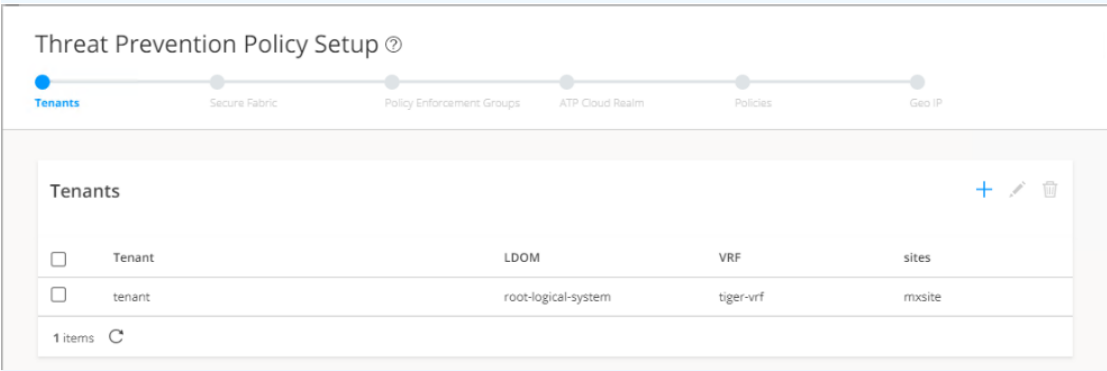 Threat Prevention Policy Setup ?
Tenants Secure Fabric Policy Enforcement Groups ATP Cloud Realm Policies Geo IP
Tenants
Tenant LDOM VRF sites
tenant root-logical-system tiger-vrf mxsite
1 items